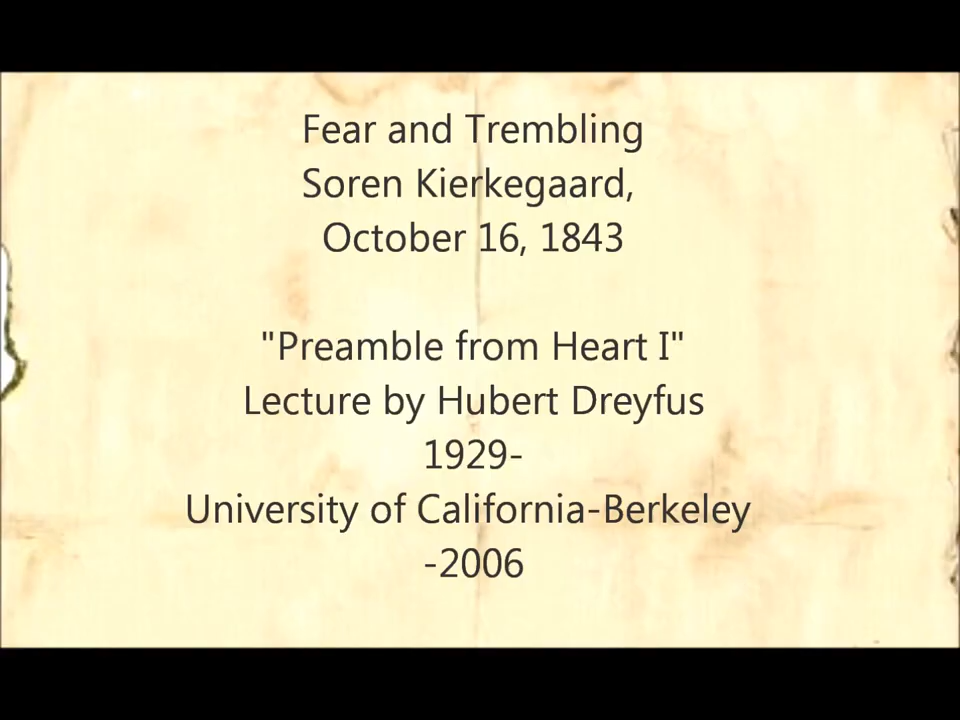 Fear and Trembling
Soren Kierkegaard,
October 16, 1843
"Preamble from Heart I"
Lecture by Hubert Dreyfus
1929-
University of California-Berkeley
-2006